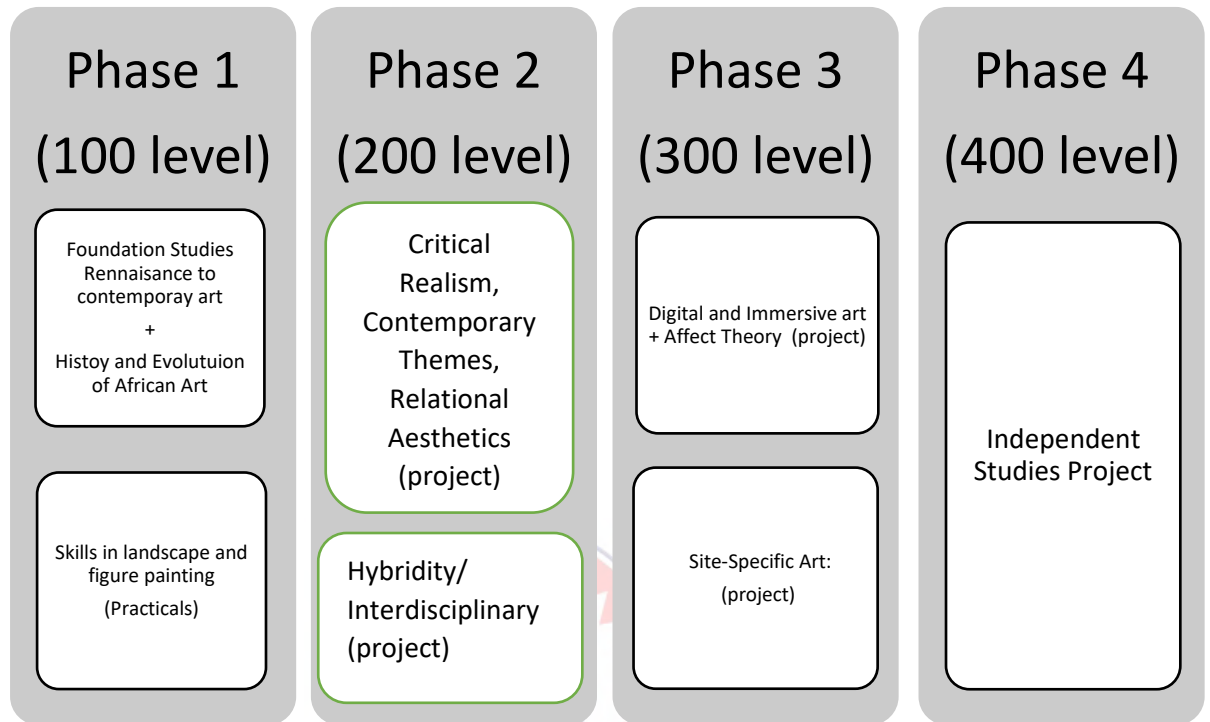 Phase 1
(100 level)
Foundation Studies
Rennaisance to
contemporay art
+
Histoy and Evolutuion
of African Art
Skills in landscape and
figure painting
(Practicals)
Phase 2
(200 level)
Critical
Realism,
Contemporary
Themes,
Relational
Aesthetics
(project)
Hybridity/
Interdisciplinary
(project)
Phase 3
(300 level)
Digital and Immersive art
+ Affect Theory (project)
Site-Specific Art:
(project)
Phase 4
(400 level)
Independent
Studies Project